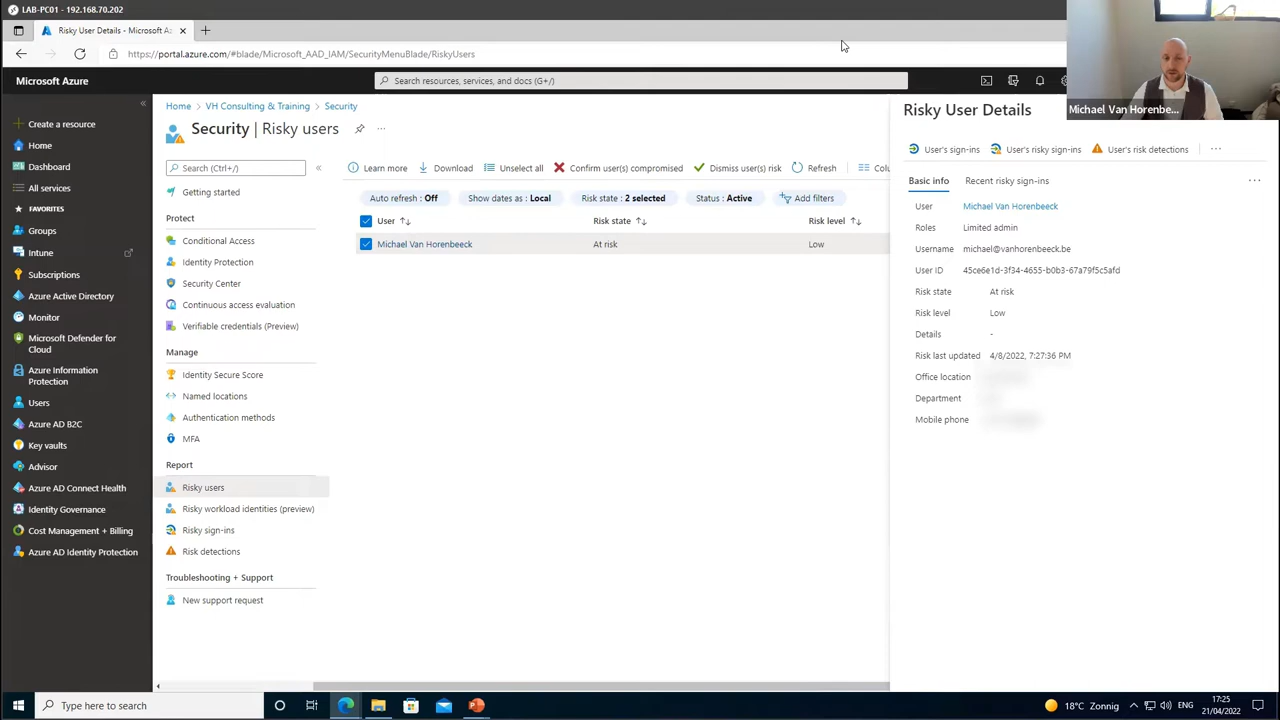 LAB-PC01 - 192.168.70.202
Risky User Details - Microsoft Az
https://portal.azure.com/#blade/Microsoft_AAD_IAM/SecurityMenuBlade/RiskyUsers
Michael Van Horenbe...
Microsoft Azure
Search resources, services, and docs (G+/)
Create a resource
Home
Dashboard
All services
FAVORITES
Groups
Intune
Subscriptions
Azure Active Directory
Monitor
Microsoft Defender for
Cloud
Azure Information
Protection
Users
Azure AD B2C
Key vaults
Advisor
Azure AD Connect Health
Identity Governance
Cost Management + Billing
Azure AD Identity Protection
Home > VH Consulting & Training > Security
Security | Risky users
Search (Ctrl+/)
Getting started
Protect
Conditional Access
Identity Protection
Security Center
Continuous access evaluation
Verifiable credentials (Preview)
Manage
Identity Secure Score
Named locations
Authentication methods
MFA
Report
Risky users
Risky workload identities (preview)
Risky sign-ins
Risk detections
Troubleshooting + Support
New support request
Learn more Download Unselect all Confirm user(s) compromised Dismiss user(s) risk Refresh Colu
Auto refresh : Off Show dates as : Local Risk state : 2 selected Status : Active Add filters
User Risk state Risk level
Michael Van Horenbeeck At risk Low
Risky User Details
User's sign-ins User's risky sign-ins User's risk detections
Basic info Recent risky sign-ins
User Michael Van Horenbeeck
Roles Limited admin
Username michael@vanhorenbeeck.be
User ID 45ce6e1d-3f34-4655-b0b3-67a79f5c5afd
Risk state At risk
Risk level Low
Details -
Risk last updated 4/8/2022, 7:27:36 PM
Office location
Department
Mobile phone
Type here to search
18°C Zonnig
ENG
17:25
21/04/2022